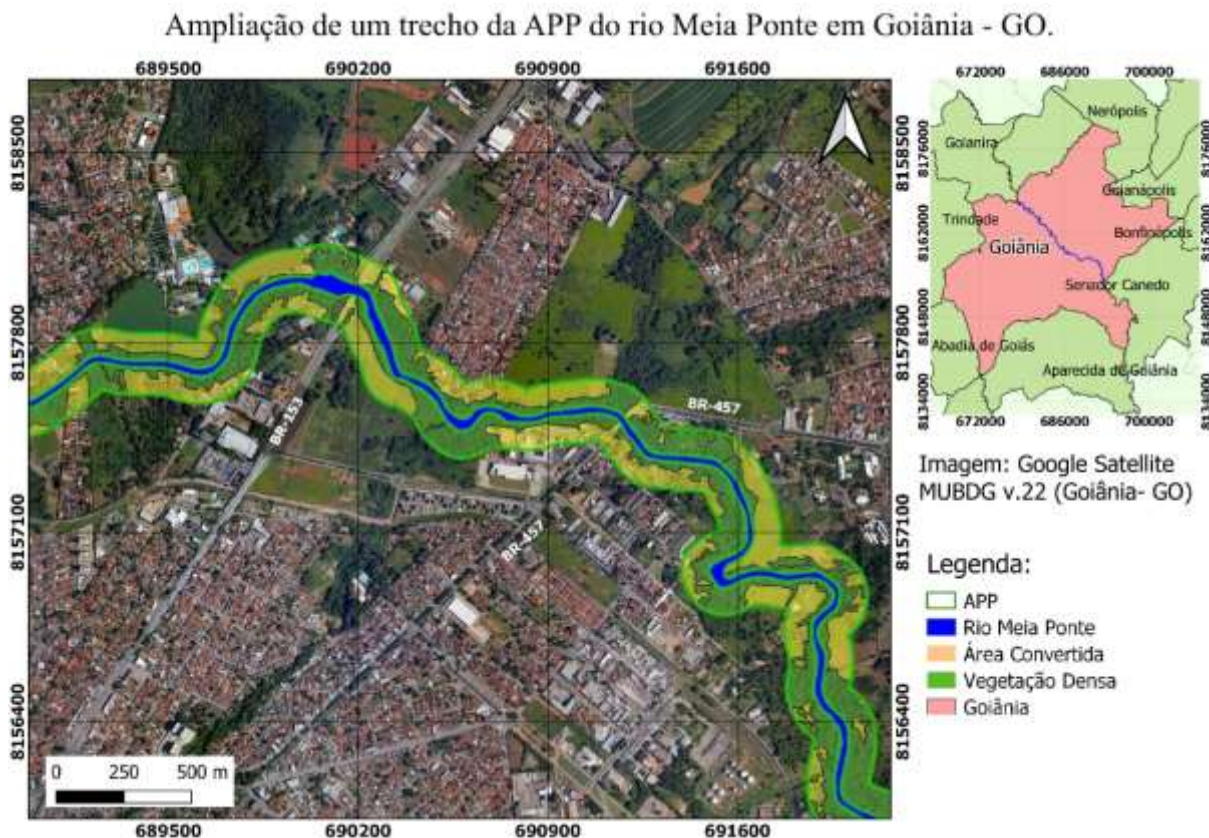 Ampliação de um trecho da APP do rio Meia Ponte em Goiânia - GO.
689500 690200 690900 691600
8158500 8158500
8157800 8157800
8157100 8157100
8156400 8156400
BR-153
BR-457
BR-457
0 250 500 m
689500 690200 690900 691600
672000 686000 700000
8176000 8176000
8162000 8162000
8148000 8148000
8134000 8134000
Nerópolis
Goianira
Goianápolis
Trindade
Bonfinópolis
Goiânia
Senador Canedo
Abadia de Goiás
Aparecida de Goiânia
672000 686000 700000
Imagem: Google Satellite
MUBDG v.22 (Goiânia- GO)
Legenda:
APP
Rio Meia Ponte
Área Convertida
Vegetação Densa
Goiânia